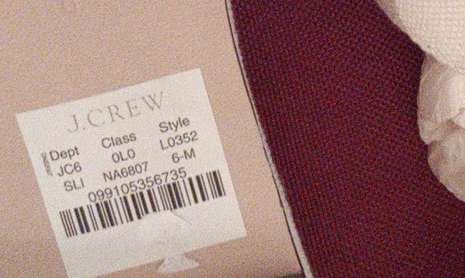 J.CREW
Dept Class Style
JC6 0L0 L0352
SLI NA6807 6-M
099105356735